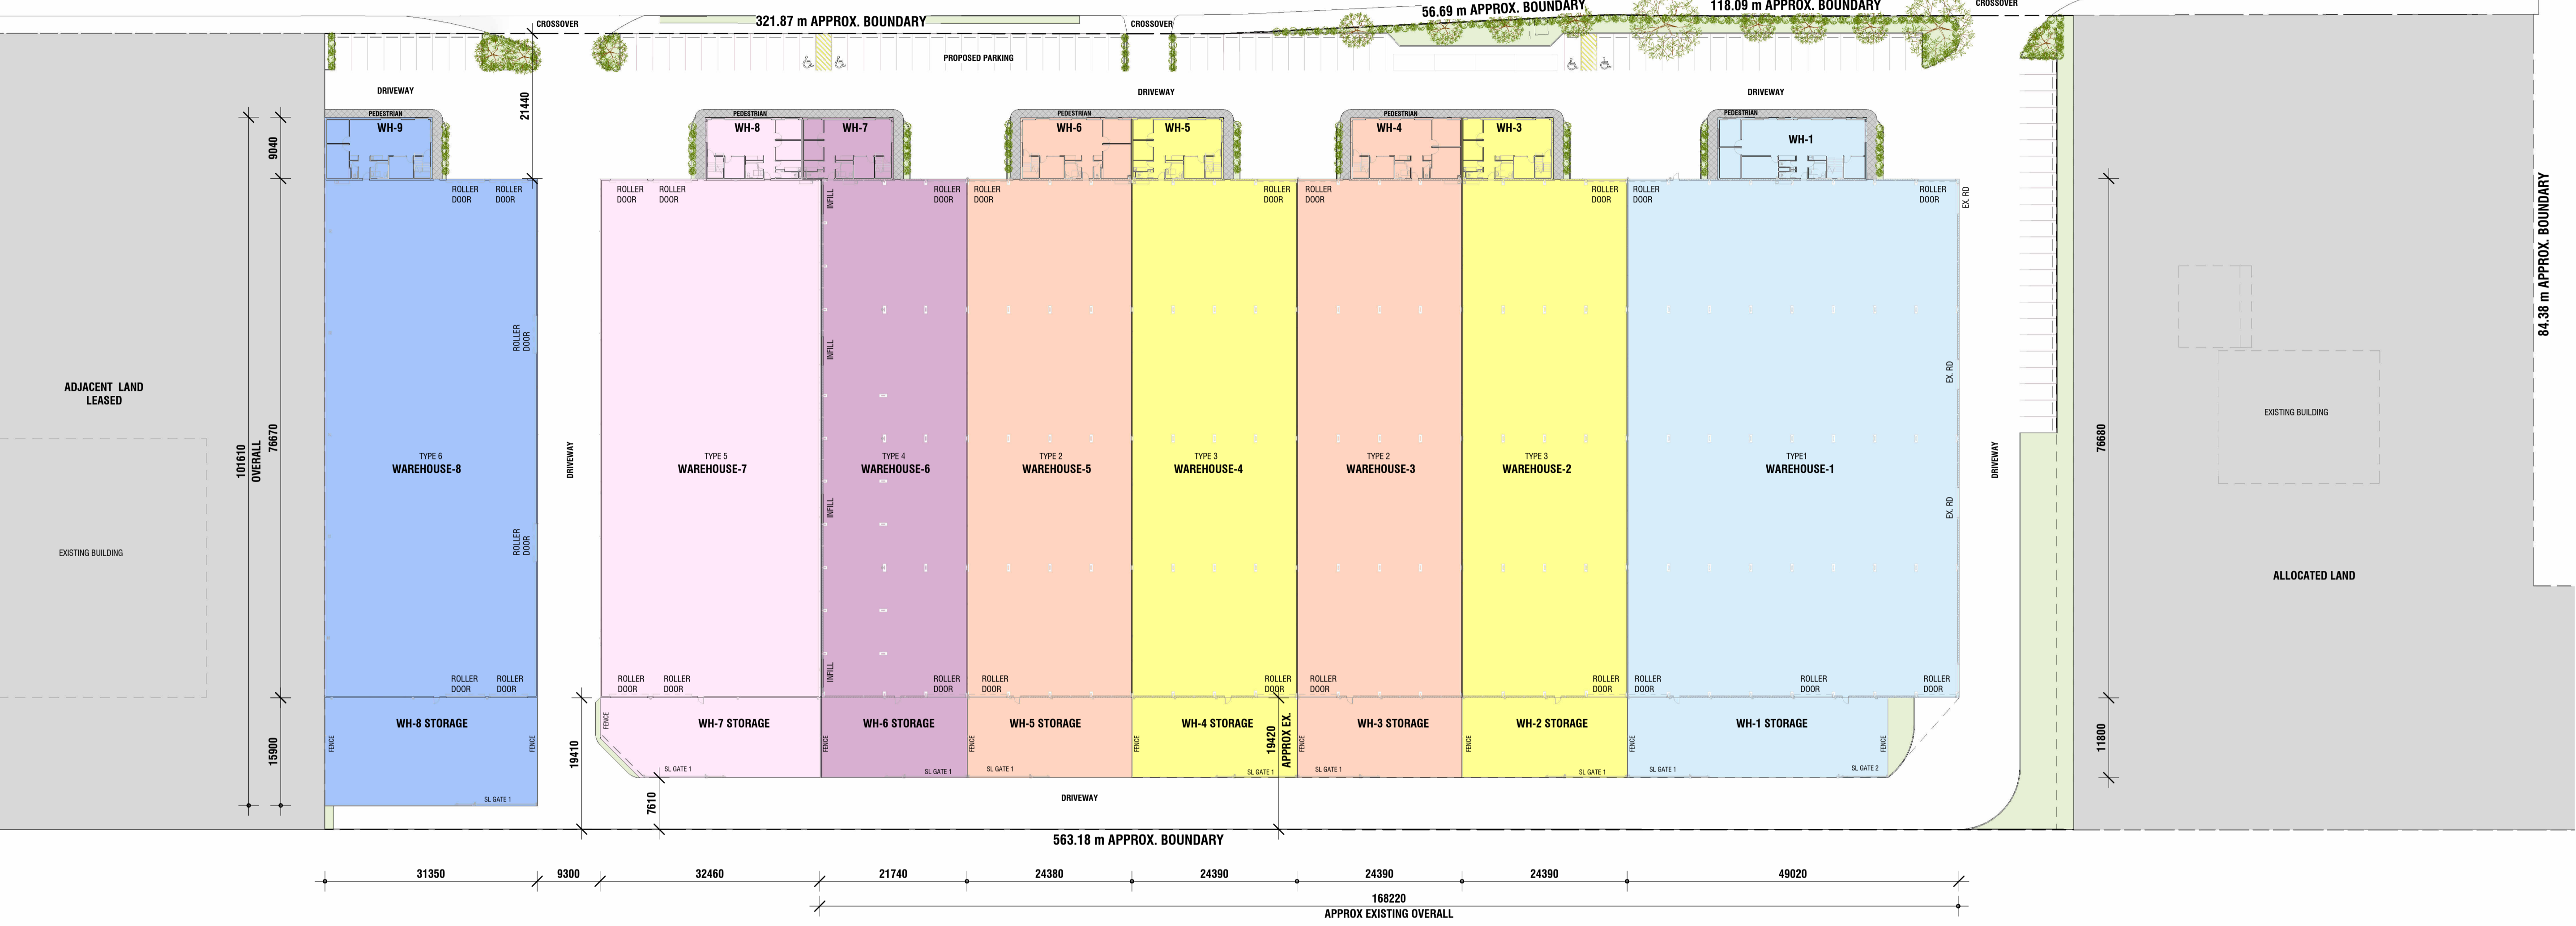 321.87 m APPROX. BOUNDARY
56.69 m APPROX. BOUNDARY
118.09 m APPROX. BOUNDARY
CROSSOVER
CROSSOVER
CROSSOVER
PROPOSED PARKING
DRIVEWAY
DRIVEWAY
DRIVEWAY
21440
PEDESTRIAN
PEDESTRIAN
PEDESTRIAN
PEDESTRIAN
PEDESTRIAN
WH-9
WH-8
WH-7
WH-6
WH-5
WH-4
WH-3
WH-1
9040
ROLLER
DOOR
ROLLER
DOOR
ROLLER
DOOR
ROLLER
DOOR
INFILL
ROLLER
DOOR
ROLLER
DOOR
ROLLER
DOOR
ROLLER
DOOR
ROLLER
DOOR
ROLLER
DOOR
ROLLER
DOOR
EX. RD
84.38 m APPROX. BOUNDARY
ROLLER
DOOR
INFILL
EX. RD
ADJACENT LAND
LEASED
EXISTING BUILDING
101610
OVERALL
76670
TYPE 6
WAREHOUSE-8
DRIVEWAY
TYPE 5
WAREHOUSE-7
TYPE 4
WAREHOUSE-6
TYPE 2
WAREHOUSE-5
TYPE 3
WAREHOUSE-4
TYPE 2
WAREHOUSE-3
TYPE 3
WAREHOUSE-2
TYPE1
WAREHOUSE-1
DRIVEWAY
76680
EXISTING BUILDING
ROLLER
DOOR
INFILL
EX. RD
ALLOCATED LAND
ROLLER
DOOR
ROLLER
DOOR
ROLLER
DOOR
ROLLER
DOOR
INFILL
ROLLER
DOOR
ROLLER
DOOR
ROLLER
DOOR
ROLLER
DOOR
ROLLER
DOOR
ROLLER
DOOR
ROLLER
DOOR
ROLLER
DOOR
15900
FENCE
WH-8 STORAGE
FENCE
SL GATE 1
19410
FENCE
WH-7 STORAGE
SL GATE 1
7610
FENCE
WH-6 STORAGE
SL GATE 1
FENCE
WH-5 STORAGE
SL GATE 1
FENCE
WH-4 STORAGE
SL GATE 1
19420
APPROX EX.
FENCE
WH-3 STORAGE
SL GATE 1
FENCE
WH-2 STORAGE
SL GATE 1
FENCE
WH-1 STORAGE
SL GATE 1
FENCE
SL GATE 2
11800
DRIVEWAY
563.18 m APPROX. BOUNDARY
31350
9300
32460
21740
24380
24390
24390
24390
49020
168220
APPROX EXISTING OVERALL